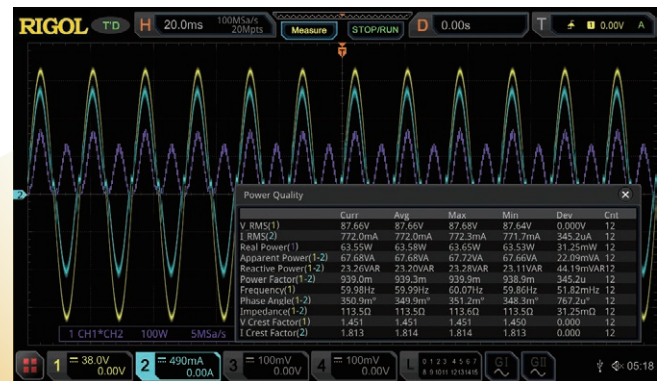 RIGOL T'D H 20.0ms 100MSa/s 20Mpts Measure STOP/RUN D 0.00s T 1 0.00V A
T
2
Power Quality
Curr Avg Max Min Dev Cnt
V_RMS(1) 87.66V 87.66V 87.68V 87.64V 0.000V 12
I_RMS(2) 772.0mA 772.0mA 772.3mA 771.7mA 345.2uA 12
Real Power(1) 63.55W 63.58W 63.65W 63.53W 31.25mW 12
Apparent Power(1-2) 67.68VA 67.68VA 67.72VA 67.66VA 22.09mVA 12
Reactive Power(1-2) 23.26VAR 23.20VAR 23.28VAR 23.11VAR 44.19mVAR 12
Power Factor(1-2) 939.0m 939.3m 939.9m 938.9m 345.2u 12
Frequency(1) 59.98Hz 59.99Hz 60.07Hz 59.86Hz 51.82mHz 12
Phase Angle(1-2) 350.9m° 349.9m° 351.2m° 348.3m° 767.2u° 12
Impedance(1-2) 113.5Ω 113.5Ω 113.6Ω 113.5Ω 31.25mΩ 12
V Crest Factor(1) 1.451 1.451 1.451 1.450 0.000 12
I Crest Factor(2) 1.813 1.814 1.814 1.813 0.000 12
1 CH1*CH2 100W 5MSa/s
1 38.0V 0.00V 2 490mA 0.00A 3 100mV 0.00V 4 100mV 0.00V L 0 1 2 3 4 5 6 7 8 9 10 11 12 13 14 15 GI GII 05:18